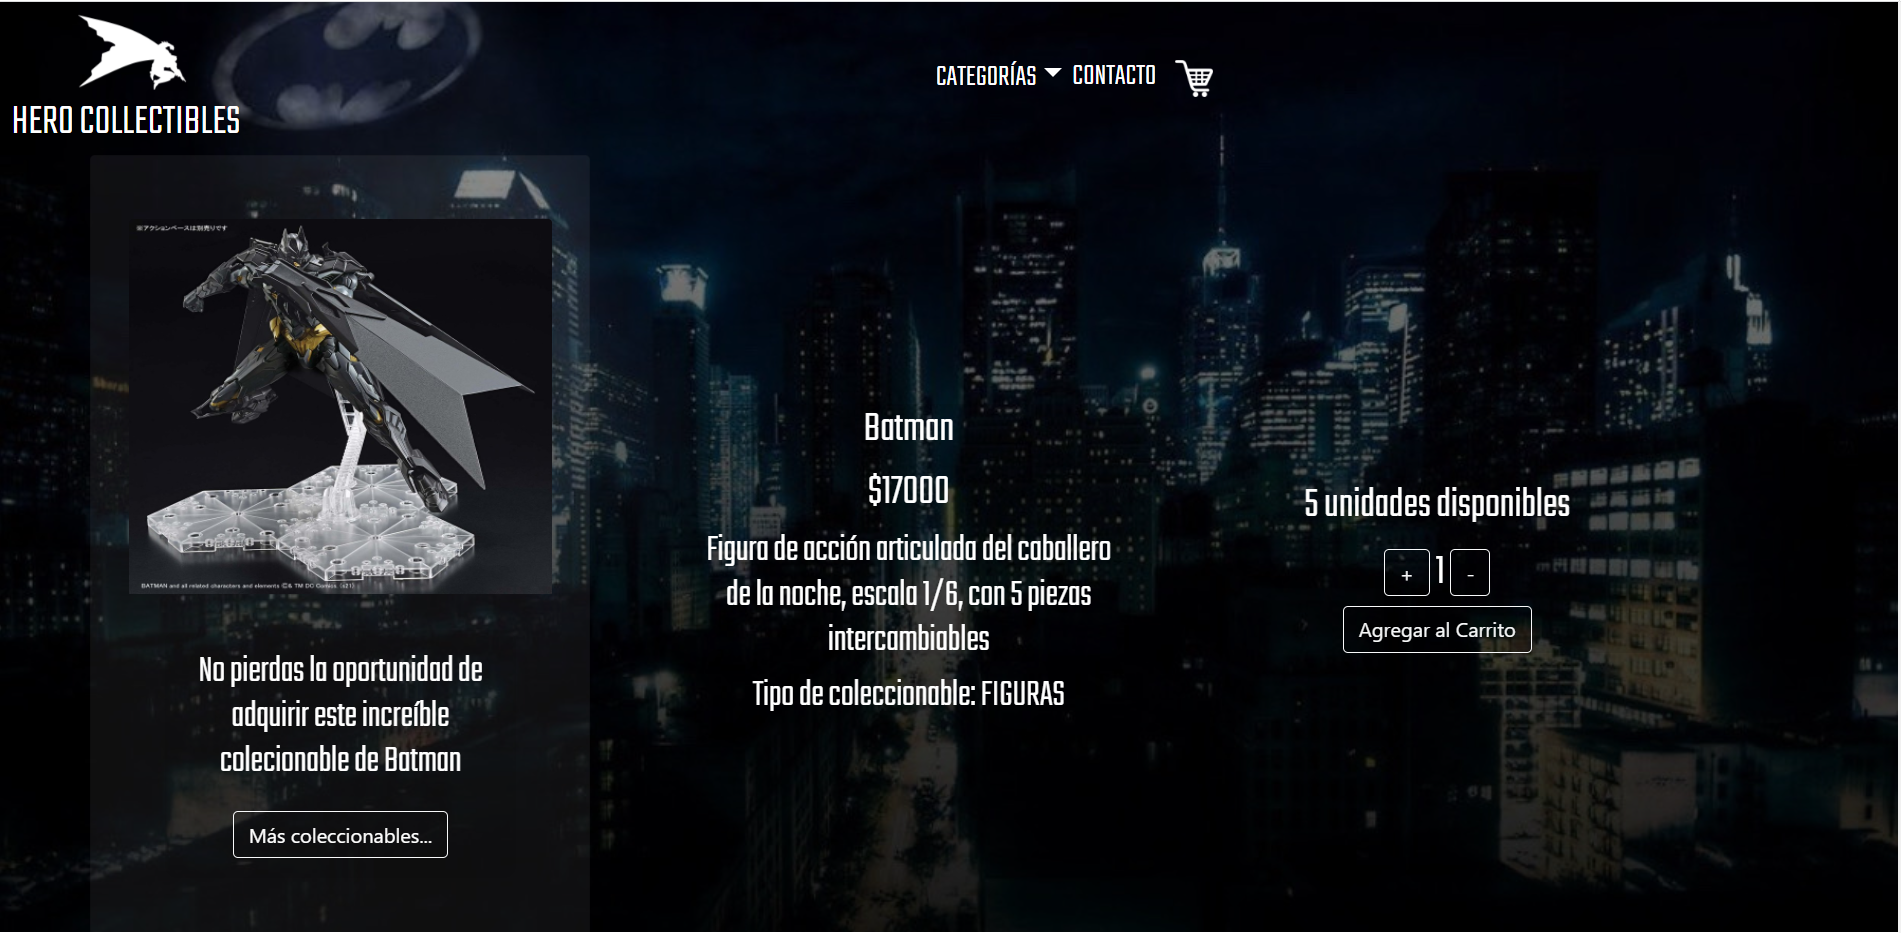 HERO COLLECTIBLES
CATEGORÍAS
CONTACTO
※アクションベースは別売りです
BATMAN and all related characters and elements ©& TM DC Comics. (s21)
No pierdas la oportunidad de
adquirir este increíble
colecionable de Batman
Más coleccionables...
Batman
$17000
Figura de acción articulada del caballero
de la noche, escala 1/6, con 5 piezas
intercambiables
Tipo de coleccionable: FIGURAS
5 unidades disponibles
+ 1 -
Agregar al Carrito